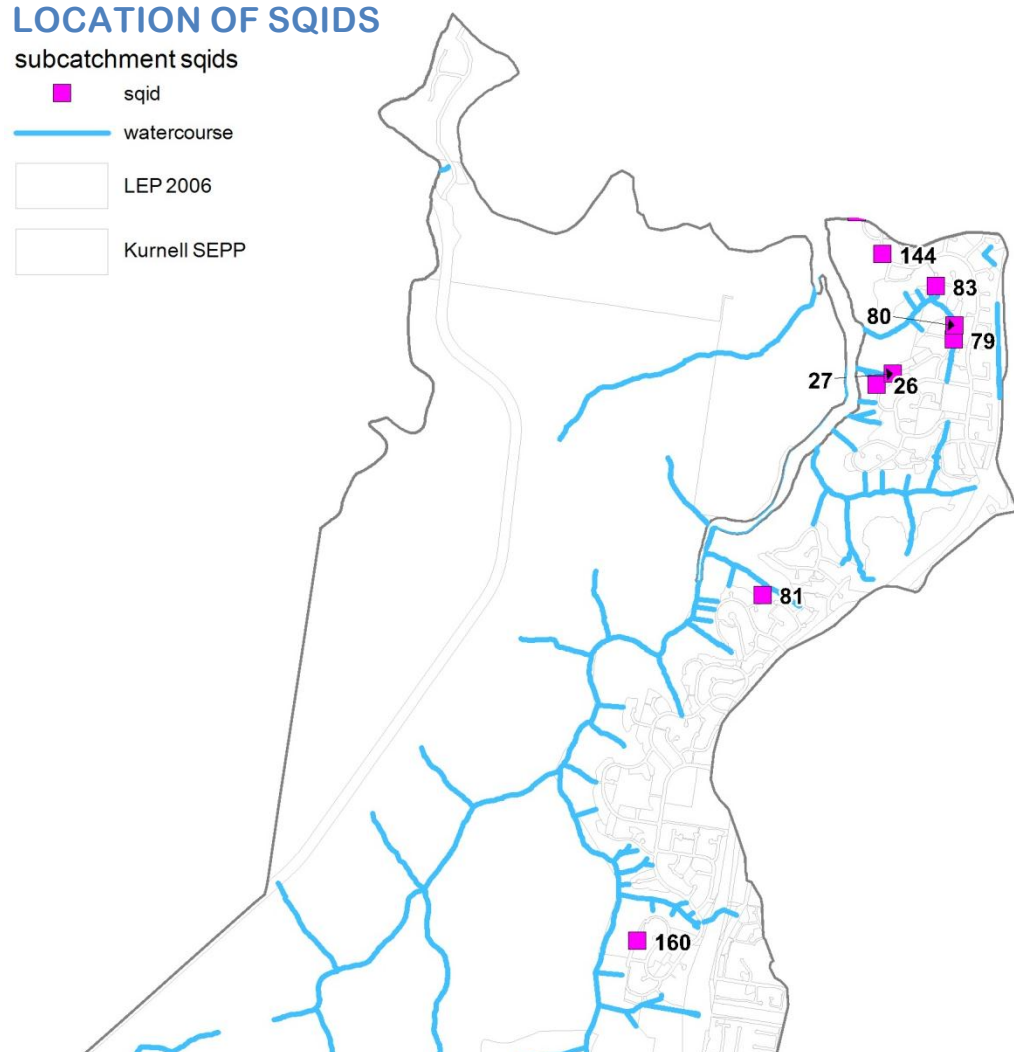 LOCATION OF SQIDS
subcatchment sqids
sqid
watercourse
LEP 2006
Kurnell SEPP
144
83
80
79
27
26
81
160